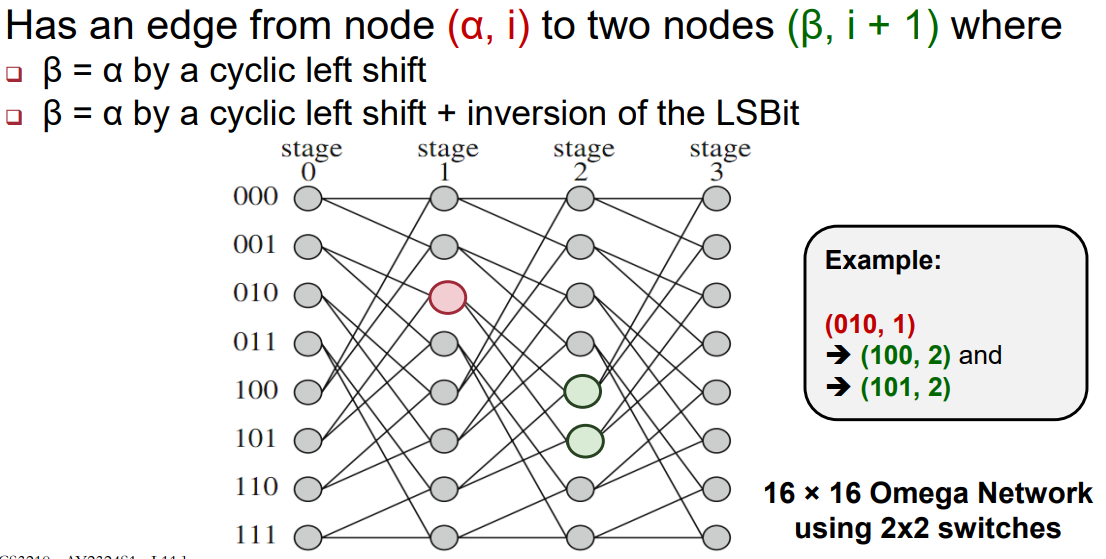 Has an edge from node (α, i) to two nodes (β, i + 1) where
❑ β = α by a cyclic left shift
❑ β = α by a cyclic left shift + inversion of the LSBit
stage stage stage stage
0 1 2 3
000
001
010
011
100
101
110
111
Example:
(010, 1)
➔ (100, 2) and
➔ (101, 2)
16 × 16 Omega Network
using 2x2 switches